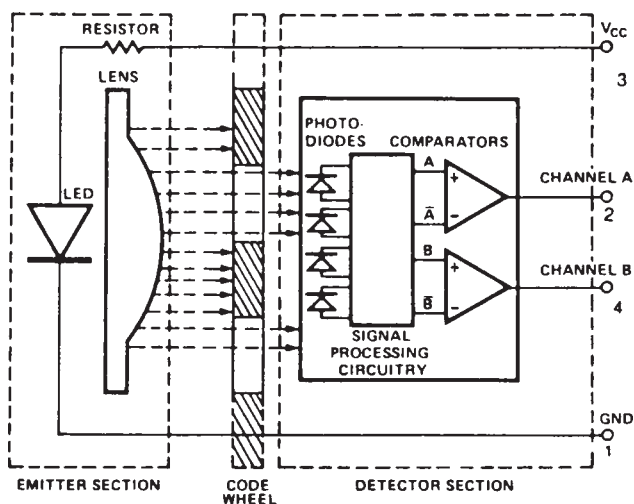 RESISTOR
LENS
LED
V_CC
3
PHOTO-
DIODES
COMPARATORS
A
+
CHANNEL A
2
A̅
−
B
+
CHANNEL B
4
B̅
−
SIGNAL
PROCESSING
CIRCUITRY
GND
1
EMITTER SECTION
CODE
WHEEL
DETECTOR SECTION